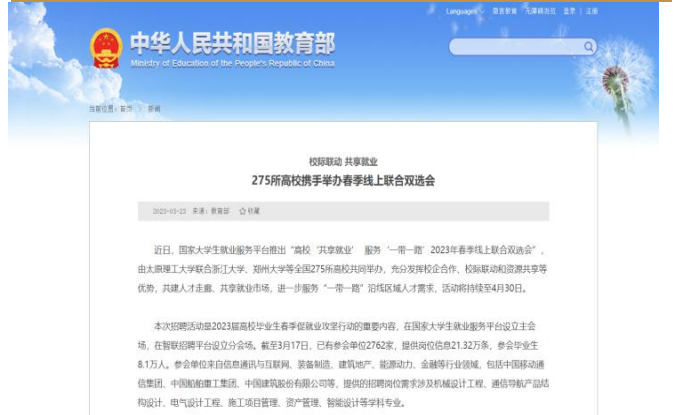 Languages 微言教育 无障碍浏览 登录 | 注册
中华人民共和国教育部
Ministry of Education of the People's Republic of China
当前位置：首页 > 新闻
校际联动 共享就业
275所高校携手举办春季线上联合双选会
2023-03-23 来源：教育部 收藏
近日，国家大学生就业服务平台推出“高校‘共享就业’ 服务‘一带一路’2023年春季线上联合双选会”，
由太原理工大学联合浙江大学、郑州大学等全国275所高校共同举办，充分发挥校企合作、校际联动和资源共享等
优势，共建人才走廊、共享就业市场，进一步服务“一带一路”沿线区域人才需求，活动将持续至4月30日。
本次招聘活动是2023届高校毕业生春季促就业攻坚行动的重要内容，在国家大学生就业服务平台设立主会
场，在智联招聘平台设立分会场。截至3月17日，已有参会单位2762家，提供岗位信息21.32万条，参会毕业生
8.1万人。参会单位来自信息通讯与互联网、装备制造、建筑地产、能源动力、金融等行业领域，包括中国移动通
信集团、中国船舶重工集团、中国建筑股份有限公司等，提供的招聘岗位需求涉及机械设计工程、通信导航产品结
构设计、电气设计工程、施工项目管理、资产管理、智能设计等学科专业。